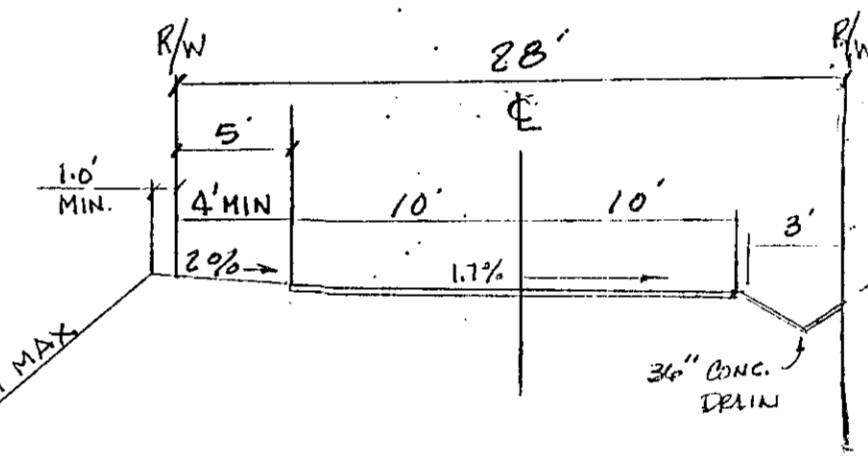 R/W
R/W
28'
℄
5'
1.0'
MIN.
4' MIN
10'
10'
3'
2%
1.7%
MAX
36" CONC.
DRAIN